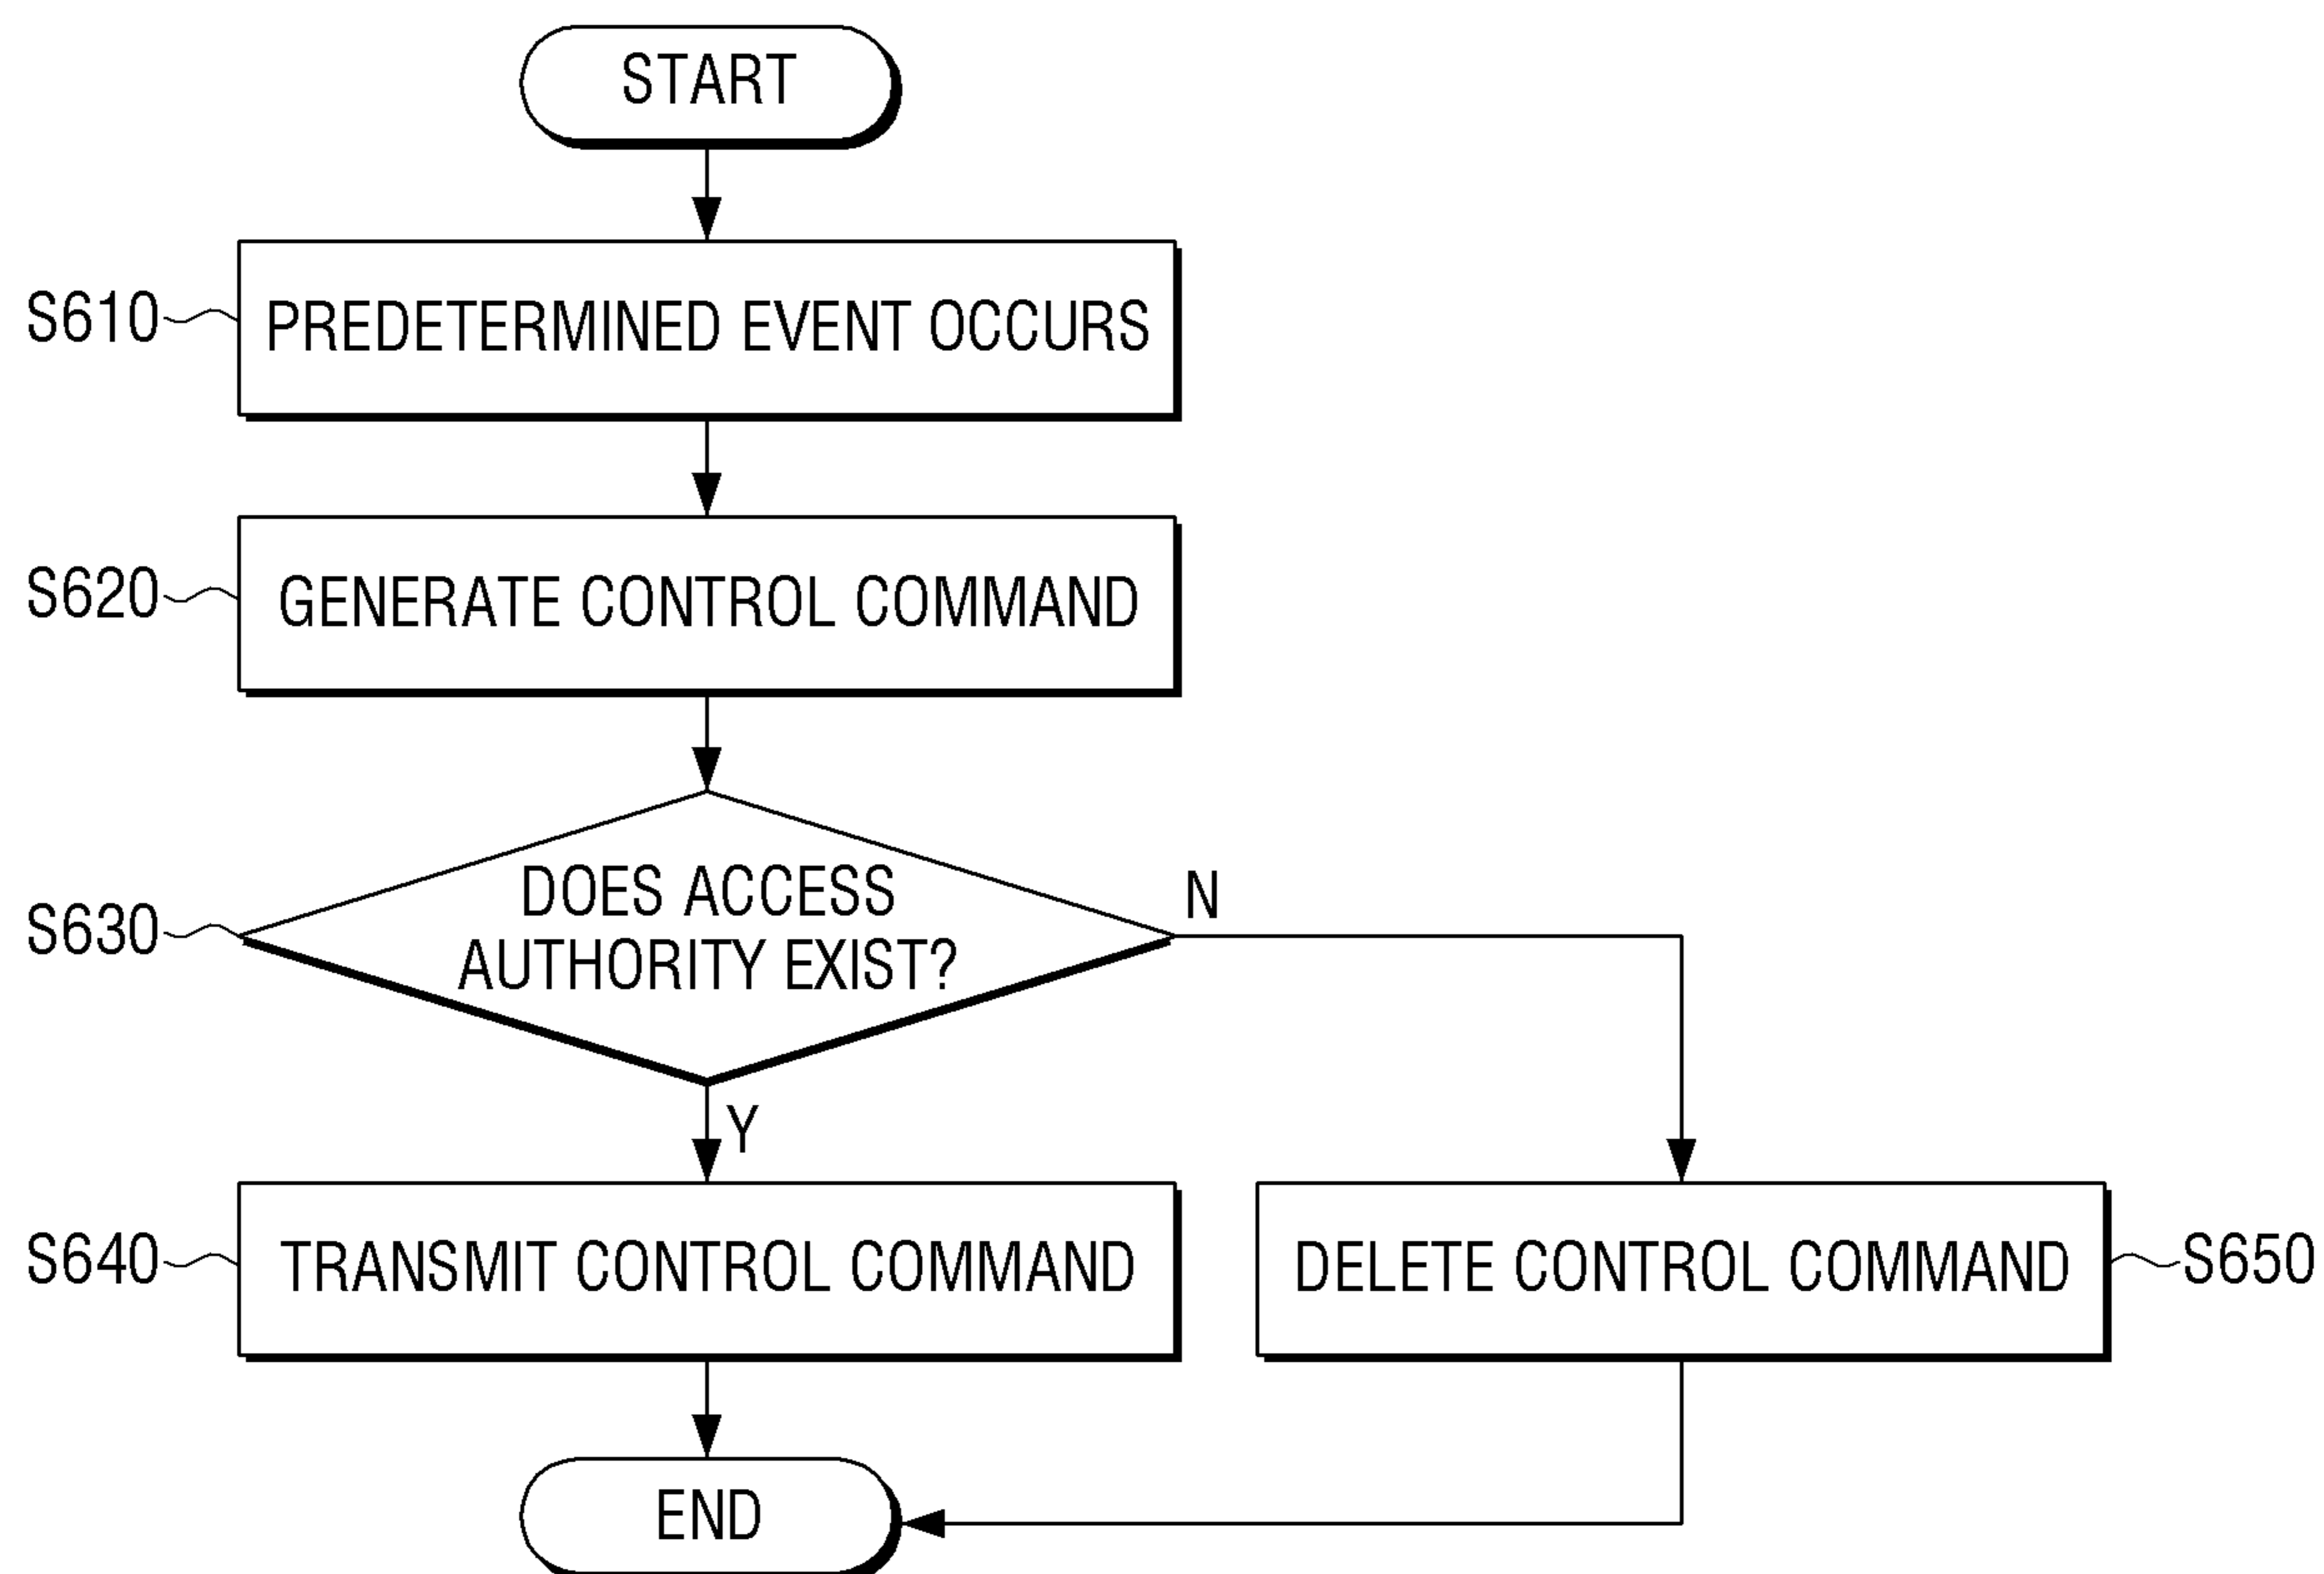 START
S610
PREDETERMINED EVENT OCCURS
S620
GENERATE CONTROL COMMAND
S630
DOES ACCESS
AUTHORITY EXIST?
N
Y
S640
TRANSMIT CONTROL COMMAND
DELETE CONTROL COMMAND
S650
END